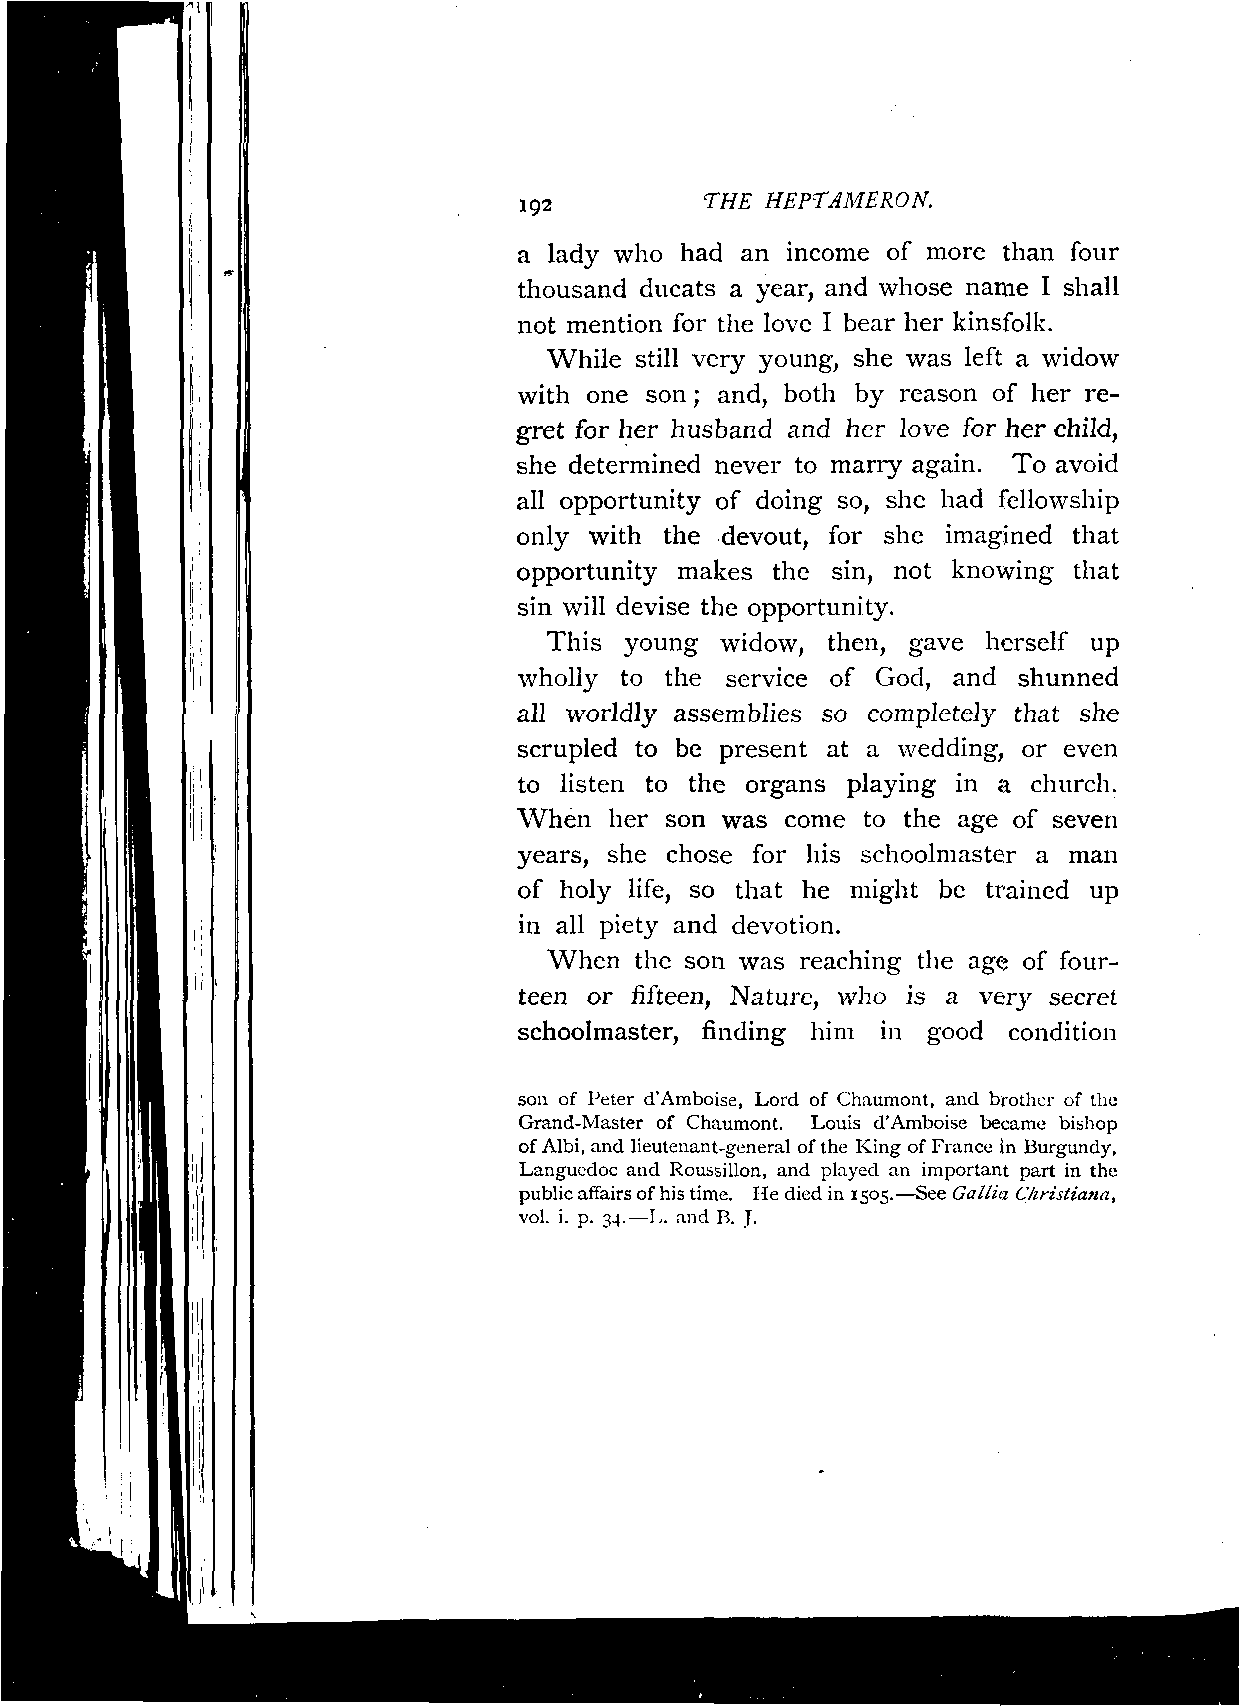 192 THE HEPTAMERON.
a lady who had an income of more than four
thousand ducats a year, and whose name I shall
not mention for the love I bear her kinsfolk.
While still very young, she was left a widow
with one son; and, both by reason of her re-
gret for her husband and her love for her child,
she determined never to marry again. To avoid
all opportunity of doing so, she had fellowship
only with the devout, for she imagined that
opportunity makes the sin, not knowing that
sin will devise the opportunity.
This young widow, then, gave herself up
wholly to the service of God, and shunned
all worldly assemblies so completely that she
scrupled to be present at a wedding, or even
to listen to the organs playing in a church.
When her son was come to the age of seven
years, she chose for his schoolmaster a man
of holy life, so that he might be trained up
in all piety and devotion.
When the son was reaching the age of four-
teen or fifteen, Nature, who is a very secret
schoolmaster, finding him in good condition
son of Peter d'Amboise, Lord of Chaumont, and brother of the
Grand-Master of Chaumont. Louis d'Amboise became bishop
of Albi, and lieutenant-general of the King of France in Burgundy,
Languedoc and Roussillon, and played an important part in the
public affairs of his time. He died in 1505.—See Gallia Christiana,
vol. i. p. 34.—L. and B. J.